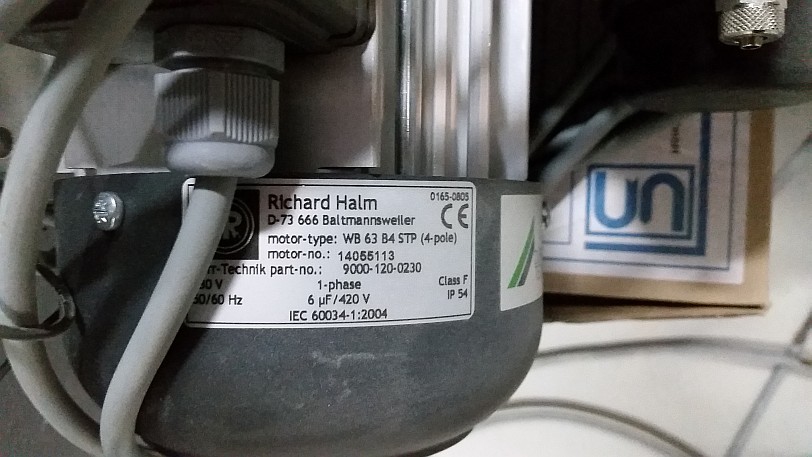 Richard Halm
0165-0805
D-73 666 Baltmannsweiler
CE
motor-type: WB 63 B4 STP (4-pole)
motor-no.: 14055113
part-no.: 9000-120-0230
1-phase
Class F
60 Hz 6 µF/420 V
IP 54
IEC 60034-1:2004
un